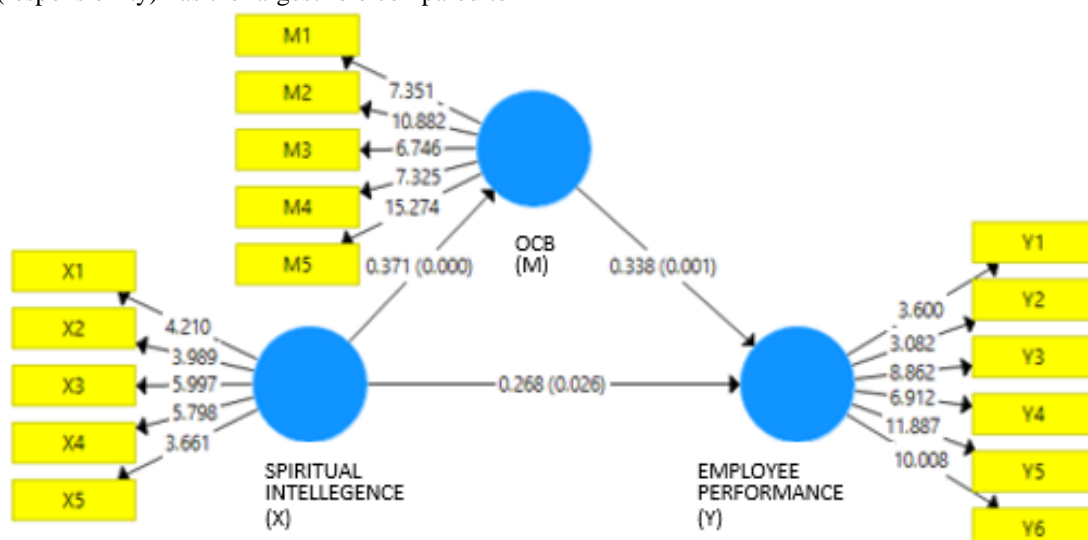 M1
M2
M3
M4
M5
7.351
10.882
6.746
7.325
15.274
OCB
(M)
0.371 (0.000)
0.338 (0.001)
X1
X2
X3
X4
X5
4.210
3.989
5.997
5.798
3.661
0.268 (0.026)
SPIRITUAL
INTELLEGENCE
(X)
EMPLOYEE
PERFORMANCE
(Y)
3.600
3.082
8.862
6.912
11.887
10.008
Y1
Y2
Y3
Y4
Y5
Y6